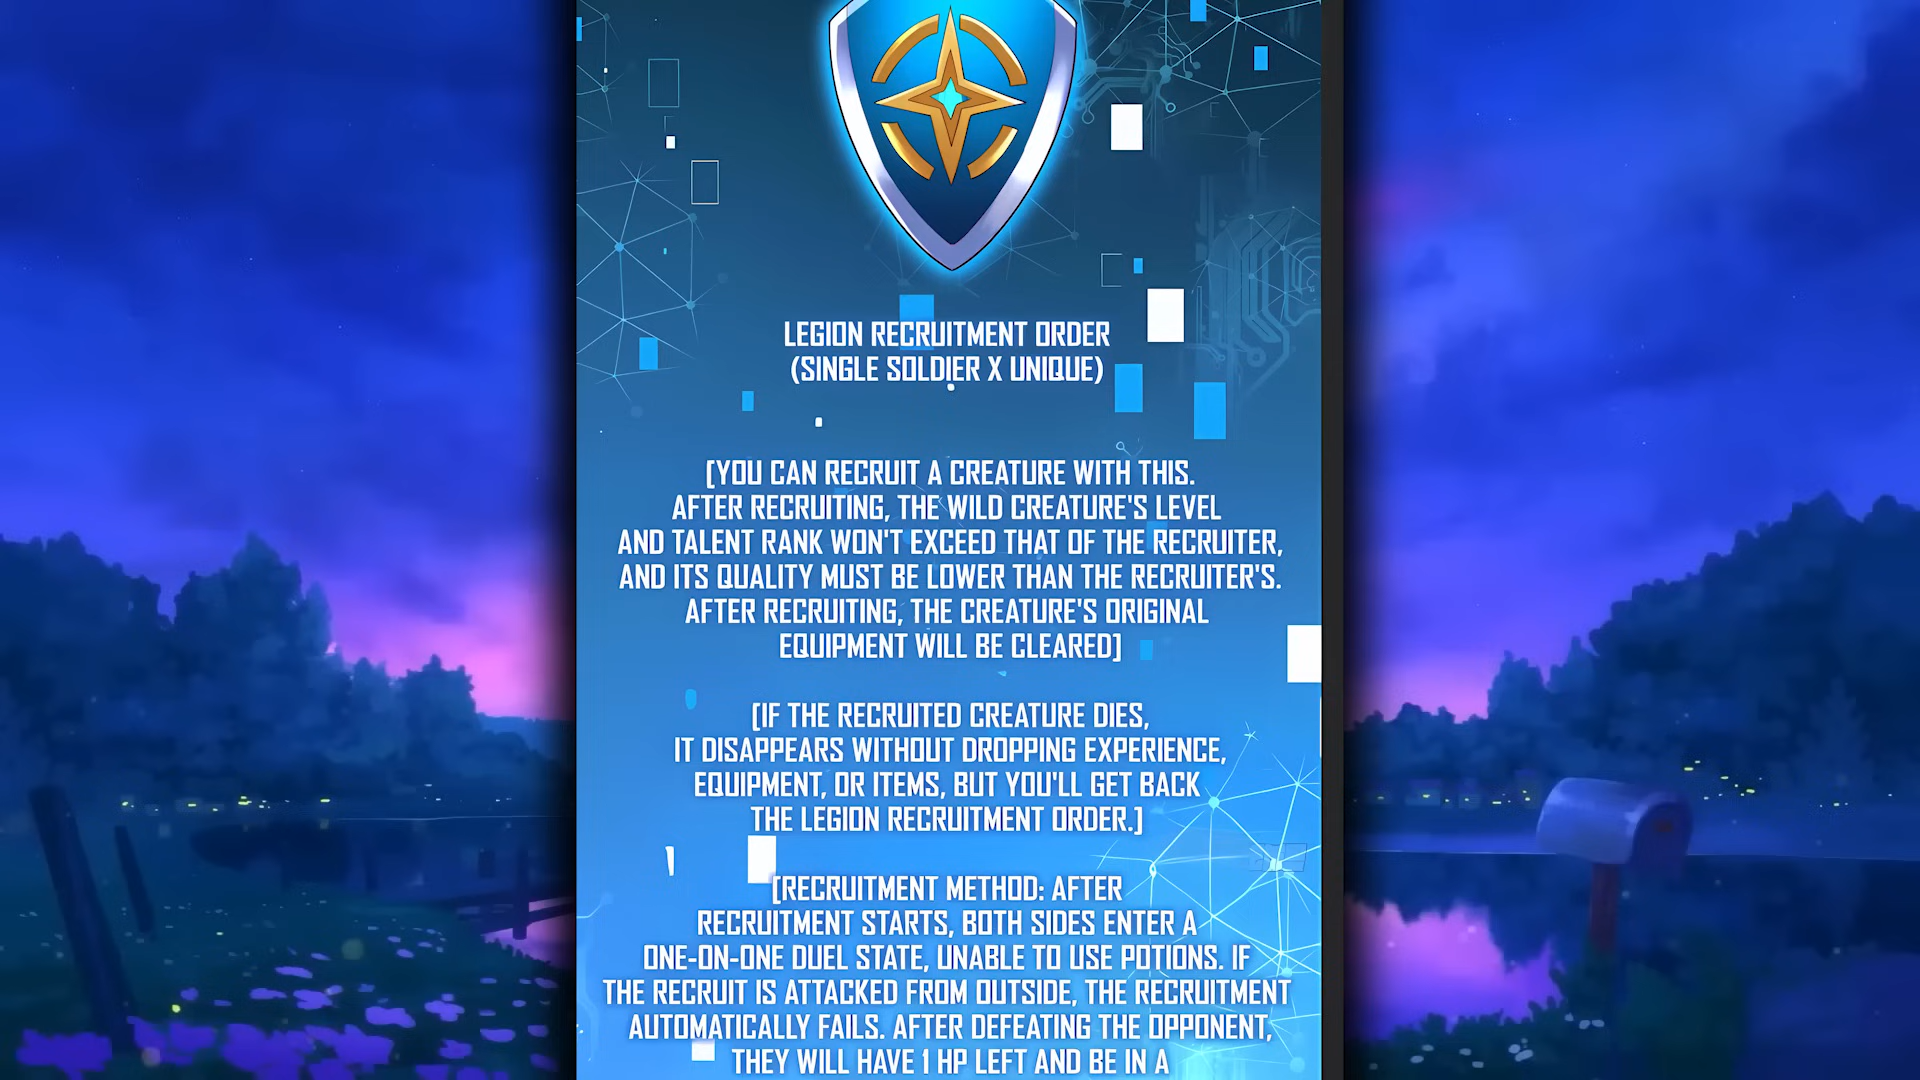 LEGION RECRUITMENT ORDER
(SINGLE SOLDIER X UNIQUE)
[YOU CAN RECRUIT A CREATURE WITH THIS.
AFTER RECRUITING, THE WILD CREATURE'S LEVEL
AND TALENT RANK WON'T EXCEED THAT OF THE RECRUITER,
AND ITS QUALITY MUST BE LOWER THAN THE RECRUITER'S.
AFTER RECRUITING, THE CREATURE'S ORIGINAL
EQUIPMENT WILL BE CLEARED]
[IF THE RECRUITED CREATURE DIES,
IT DISAPPEARS WITHOUT DROPPING EXPERIENCE,
EQUIPMENT, OR ITEMS, BUT YOU'LL GET BACK
THE LEGION RECRUITMENT ORDER.]
[RECRUITMENT METHOD: AFTER
RECRUITMENT STARTS, BOTH SIDES ENTER A
ONE-ON-ONE DUEL STATE, UNABLE TO USE POTIONS. IF
THE RECRUIT IS ATTACKED FROM OUTSIDE, THE RECRUITMENT
AUTOMATICALLY FAILS. AFTER DEFEATING THE OPPONENT,
THEY WILL HAVE 1 HP LEFT AND BE IN A